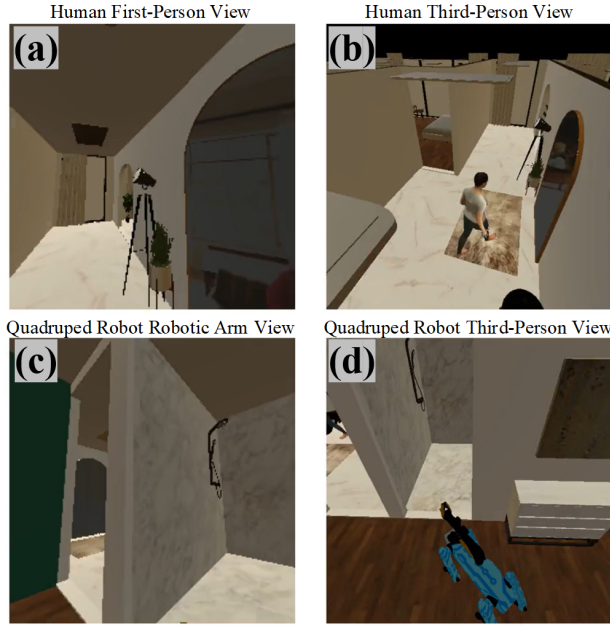 Human First-Person View
Human Third-Person View
(a)
(b)
Quadruped Robot Robotic Arm View
Quadruped Robot Third-Person View
(c)
(d)